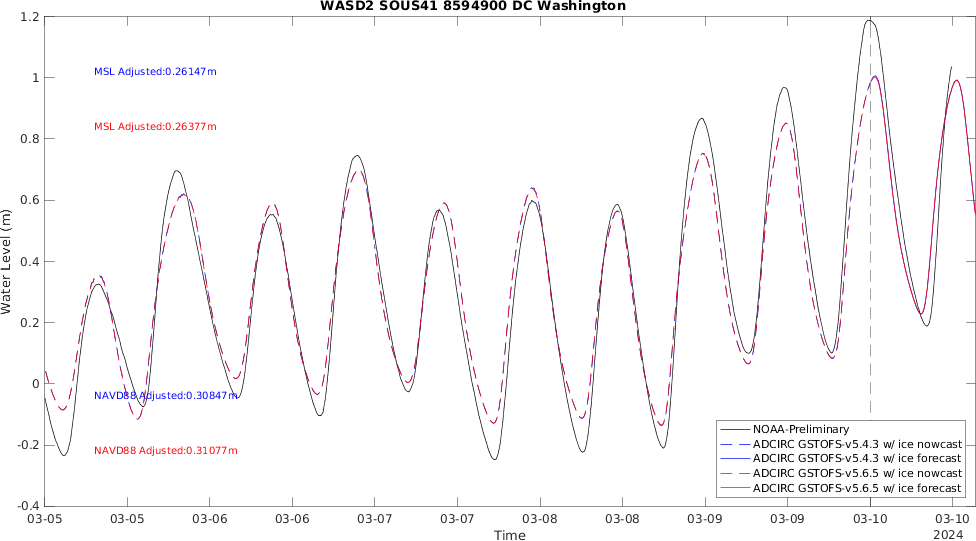 WASD2 SOUS41 8594900 DC Washington
1.2
1
0.8
0.6
0.4
0.2
0
-0.2
-0.4
Water Level (m)
MSL Adjusted:0.26147m
MSL Adjusted:0.26377m
NAVD88 Adjusted:0.30847m
NAVD88 Adjusted:0.31077m
NOAA-Preliminary
ADCIRC GSTOFS-v5.4.3 w/ ice nowcast
ADCIRC GSTOFS-v5.4.3 w/ ice forecast
ADCIRC GSTOFS-v5.6.5 w/ ice nowcast
ADCIRC GSTOFS-v5.6.5 w/ ice forecast
03-05 03-05 03-06 03-06 03-07 03-07 03-08 03-08 03-09 03-09 03-10 03-10
2024
Time